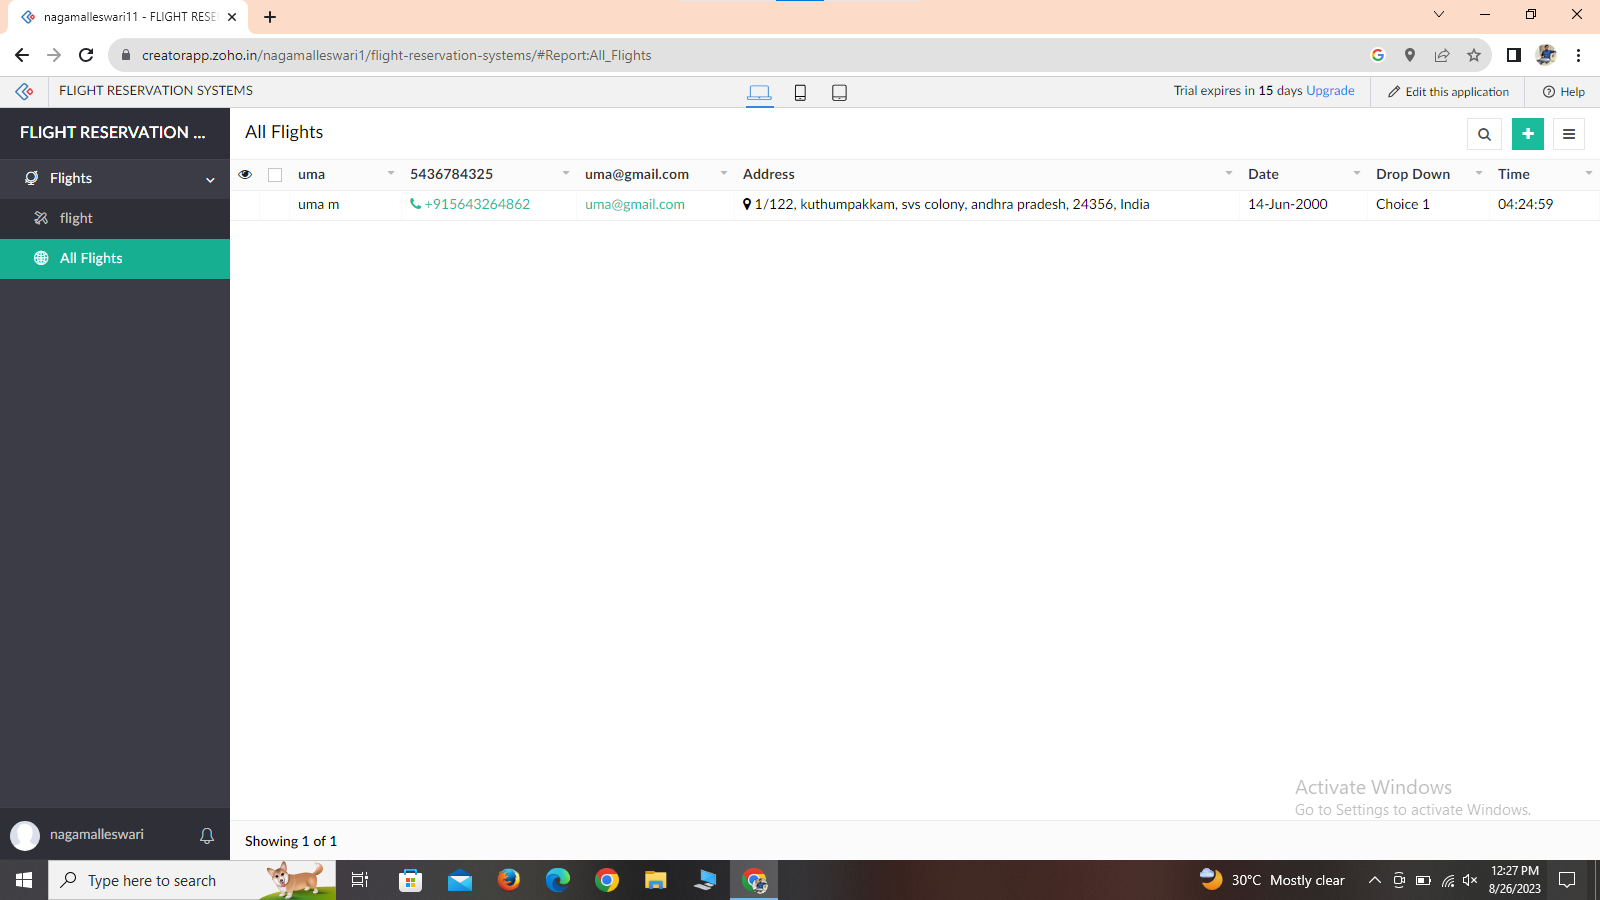 nagamalleswari11 - FLIGHT RESE
creatorapp.zoho.in/nagamalleswari1/flight-reservation-systems/#Report:All_Flights
FLIGHT RESERVATION SYSTEMS
Trial expires in 15 days Upgrade
Edit this application
Help
FLIGHT RESERVATION ...
All Flights
Flights
flight
All Flights
uma 5436784325 uma@gmail.com Address Date Drop Down Time
uma m +915643264862 uma@gmail.com 1/122, kuthumpakkam, svs colony, andhra pradesh, 24356, India 14-Jun-2000 Choice 1 04:24:59
Activate Windows
Go to Settings to activate Windows.
nagamalleswari
Showing 1 of 1
Type here to search
30°C Mostly clear
12:27 PM
8/26/2023